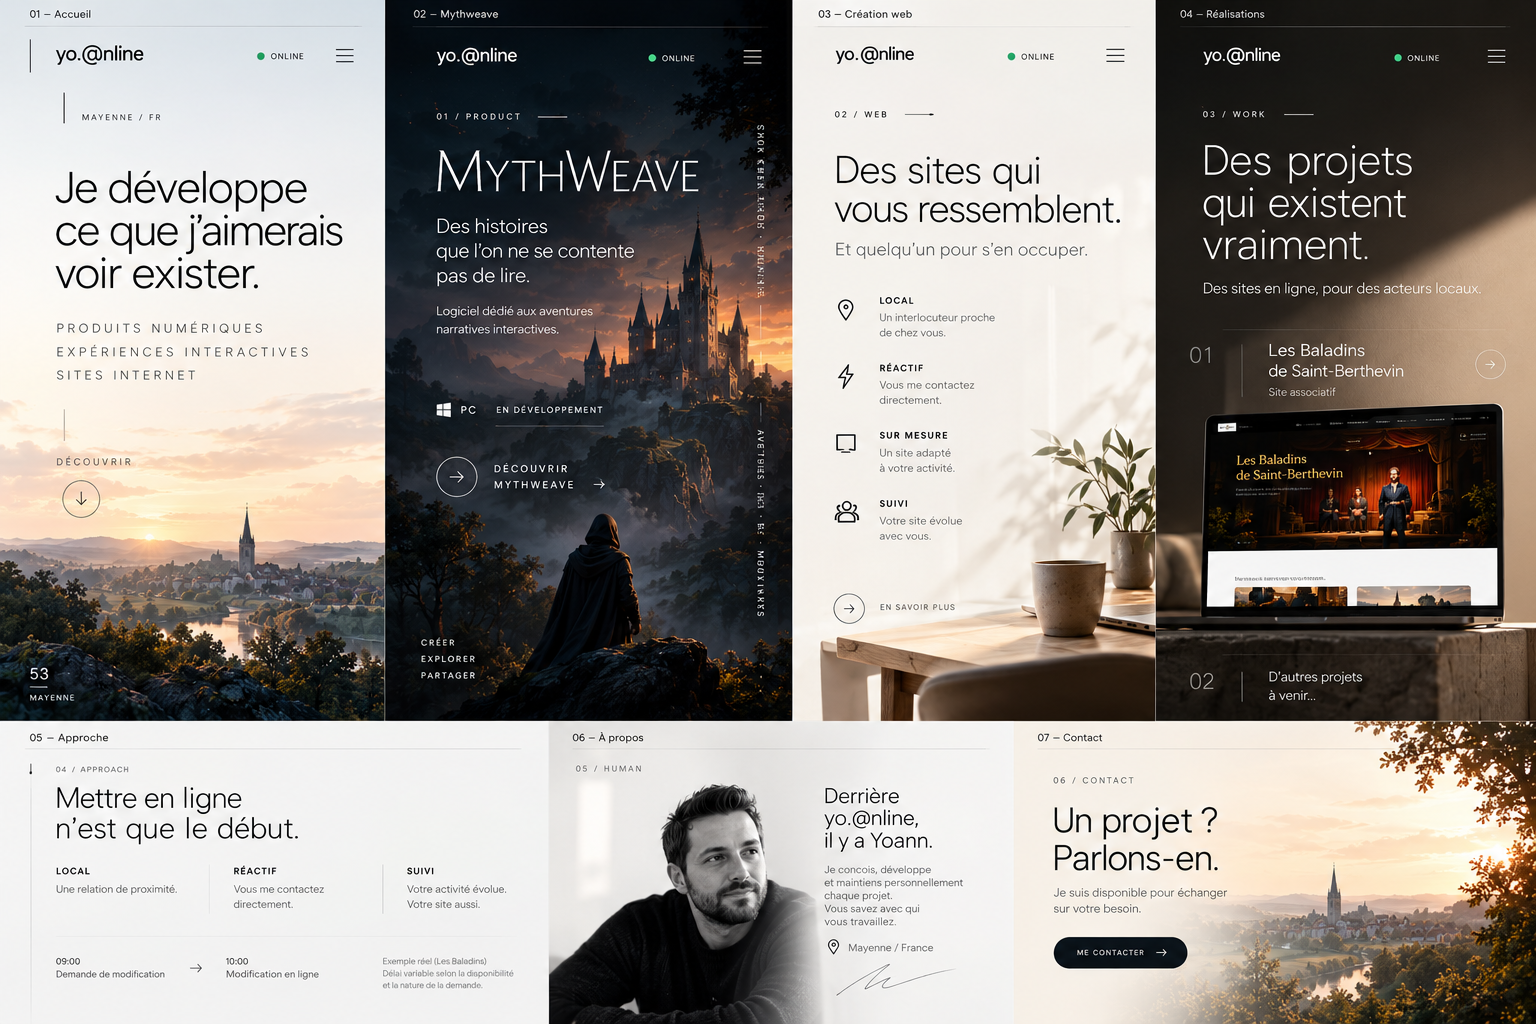 01 — Accueil
yo.@nline
ONLINE
MAYENNE / FR
Je développe
ce que j'aimerais
voir exister.
PRODUITS NUMÉRIQUES
EXPÉRIENCES INTERACTIVES
SITES INTERNET
DÉCOUVRIR
53
MAYENNE
02 — Mythweave
yo.@nline
ONLINE
01 / PRODUCT
MYTHWEAVE
Des histoires
que l'on ne se contente
pas de lire.
Logiciel dédié aux aventures
narratives interactives.
PC EN DÉVELOPPEMENT
DÉCOUVRIR
MYTHWEAVE
CRÉER
EXPLORER
PARTAGER
03 — Création web
yo.@nline
ONLINE
02 / WEB
Des sites qui
vous ressemblent.
Et quelqu'un pour s'en occuper.
LOCAL
Un interlocuteur proche
de chez vous.
RÉACTIF
Vous me contactez
directement.
SUR MESURE
Un site adapté
à votre activité.
SUIVI
Votre site évolue
avec vous.
EN SAVOIR PLUS
04 — Réalisations
yo.@nline
ONLINE
03 / WORK
Des projets
qui existent
vraiment.
Des sites en ligne, pour des acteurs locaux.
01
Les Baladins
de Saint-Berthevin
Site associatif
Les Baladins
de Saint-Berthevin
02
D'autres projets
à venir...
05 — Approche
04 / APPROACH
Mettre en ligne
n'est que le début.
LOCAL
Une relation de proximité.
RÉACTIF
Vous me contactez
directement.
SUIVI
Votre activité évolue.
Votre site aussi.
09:00
Demande de modification
10:00
Modification en ligne
Exemple réel (Les Baladins)
Délai variable selon la disponibilité
et la nature de la demande.
06 — À propos
05 / HUMAN
Derrière
yo.@nline,
il y a Yoann.
Je concois, développe
et maintiens personnellement
chaque projet.
Vous savez avec qui
vous travaillez.
Mayenne / France
07 — Contact
06 / CONTACT
Un projet ?
Parlons-en.
Je suis disponible pour échanger
sur votre besoin.
ME CONTACTER